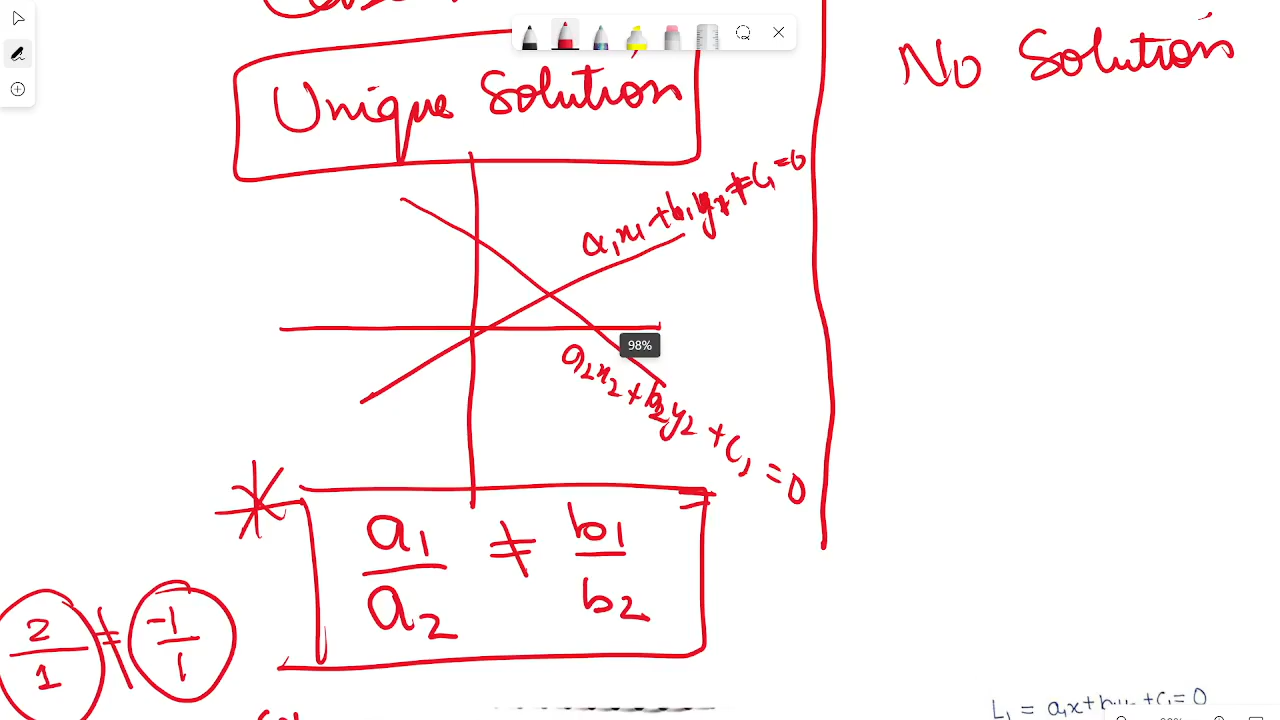 Unique Solution
No Solution
a₁x₁ + b₁y₁ + c₁ = 0
98%
a₂x₂ + b₂y₂ + c₂ = 0
a₁/a₂ ≠ b₁/b₂
2/1 ≠ -1/1
L₁ = a₁x+b₁y +c₁=0